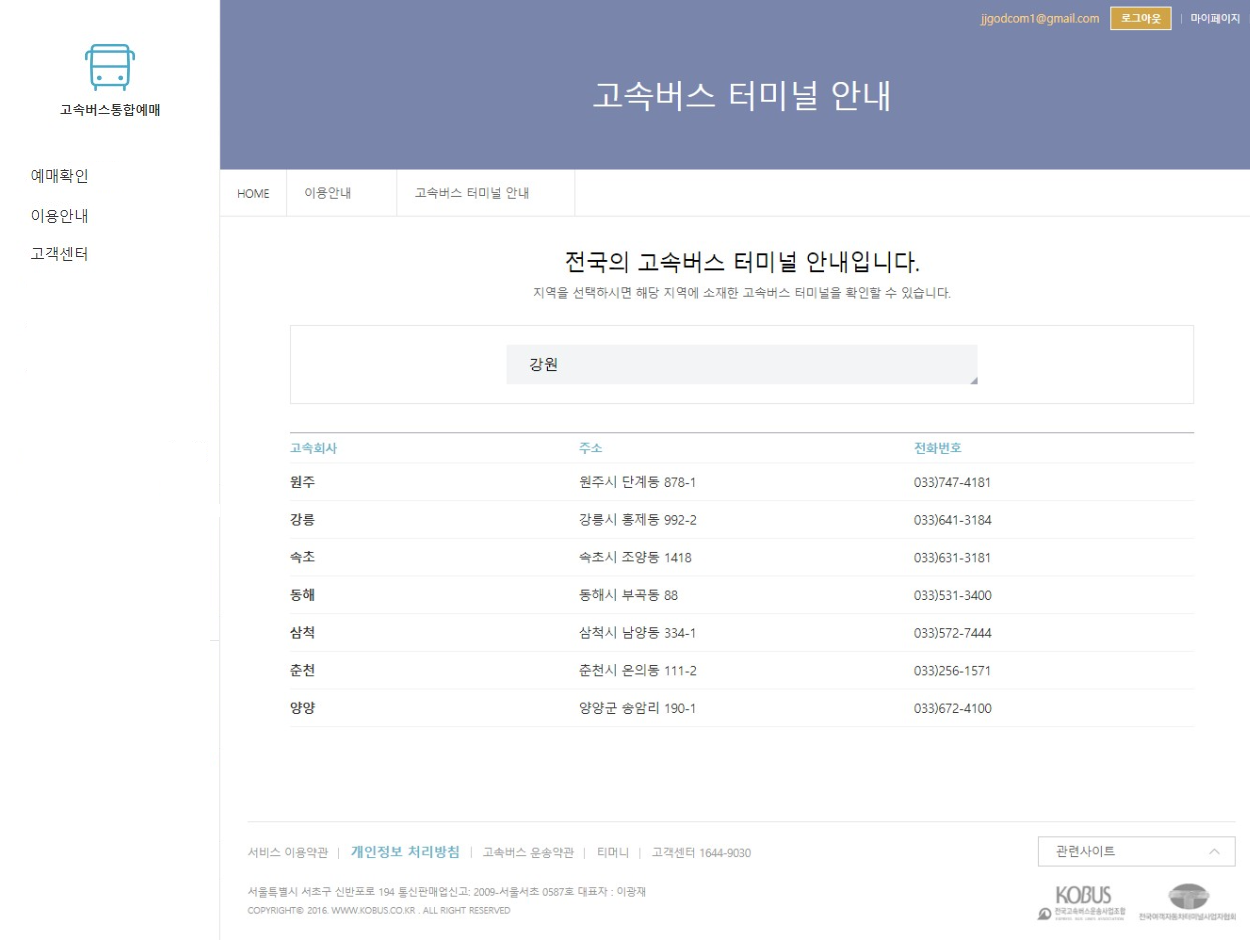 jjgodcom1@gmail.com 로그아웃 | 마이페이지
고속버스통합예매
고속버스 터미널 안내
예매확인
이용안내
고객센터
HOME 이용안내 고속버스 터미널 안내
전국의 고속버스 터미널 안내입니다.
지역을 선택하시면 해당 지역에 소재한 고속버스 터미널을 확인할 수 있습니다.
강원
고속회사 주소 전화번호
원주 원주시 단계동 878-1 033)747-4181
강릉 강릉시 홍제동 992-2 033)641-3184
속초 속초시 조양동 1418 033)631-3181
동해 동해시 부곡동 88 033)531-3400
삼척 삼척시 남양동 334-1 033)572-7444
춘천 춘천시 온의동 111-2 033)256-1571
양양 양양군 송암리 190-1 033)672-4100
서비스 이용약관 | 개인정보 처리방침 | 고속버스 운송약관 | 티머니 | 고객센터 1644-9030
관련사이트
서울특별시 서초구 신반포로 194 통신판매업신고: 2009-서울서초 0587호 대표자 : 이광재
COPYRIGHT© 2016. WWW.KOBUS.CO.KR . ALL RIGHT RESERVED
KOBUS
전국고속버스운송사업조합
전국여객자동차터미널사업자협회